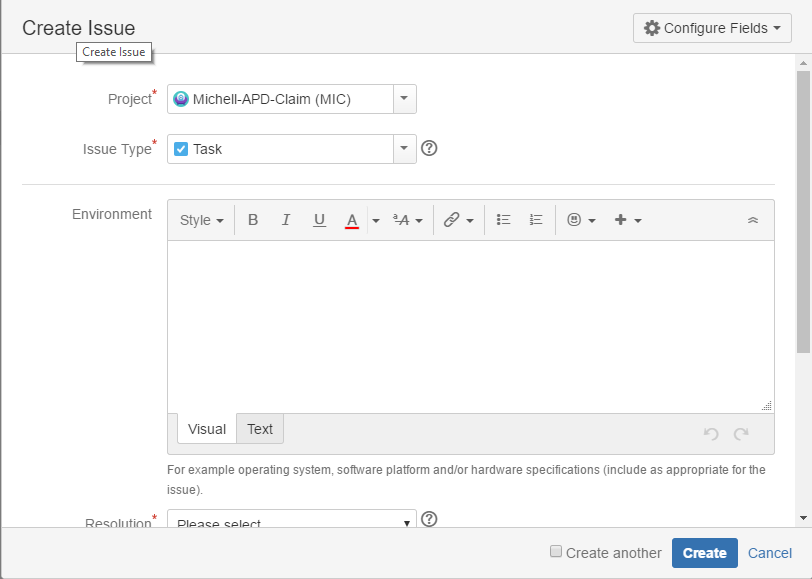 Create Issue
Configure Fields
Create Issue
Project*
Michell-APD-Claim (MIC)
Issue Type*
Task
Environment
Style B I U A ªA
Visual Text
For example operating system, software platform and/or hardware specifications (include as appropriate for the
issue).
Resolution*
Please select
Create another Create Cancel